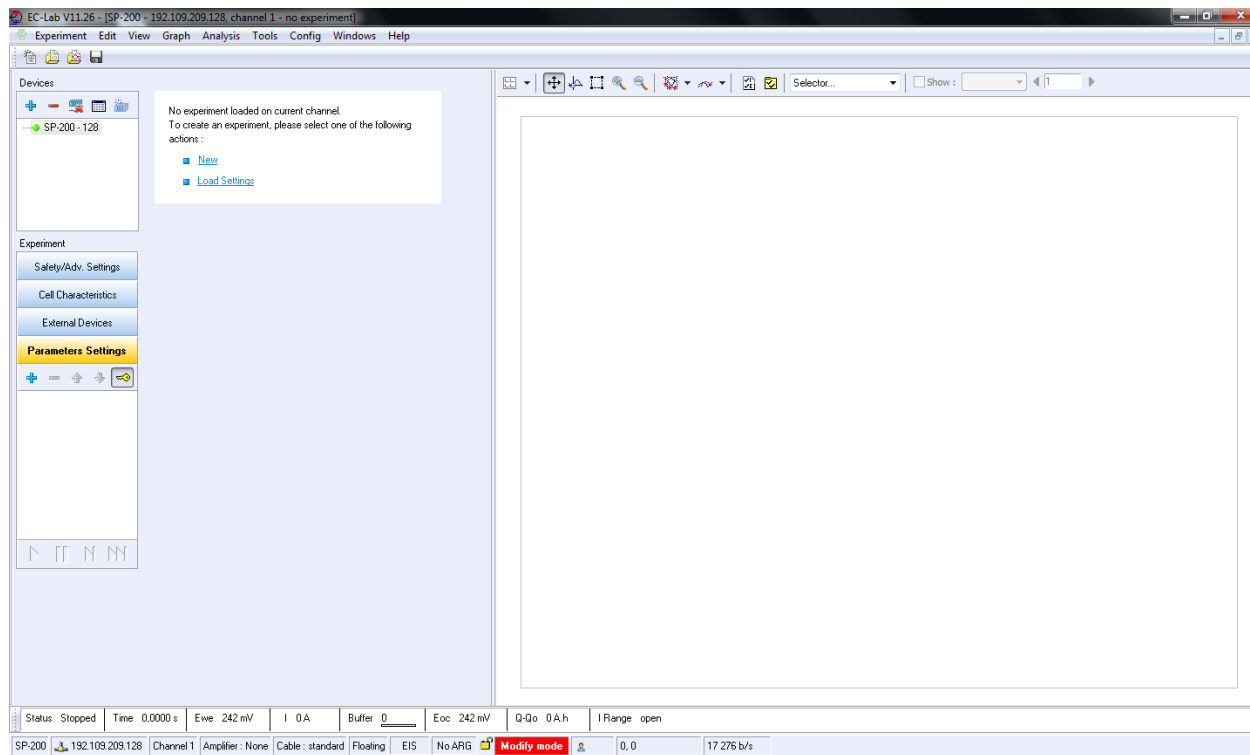 EC-Lab V11.26 - [SP-200 - 192.109.209.128, channel 1 - no experiment]
Experiment Edit View Graph Analysis Tools Config Windows Help
Devices
SP-200 - 128
No experiment loaded on current channel.
To create an experiment, please select one of the following
actions :
New
Load Settings
Selector...
Show :
1
Experiment
Safety/Adv. Settings
Cell Characteristics
External Devices
Parameters Settings
Status Stopped Time 0,0000 s Ewe 242 mV I 0 A Buffer 0 Eoc 242 mV Q-Qo 0 A.h I Range open
SP-200 192.109.209.128 Channel 1 Amplifier : None Cable : standard Floating EIS No ARG Modify mode 0, 0 17 276 b/s